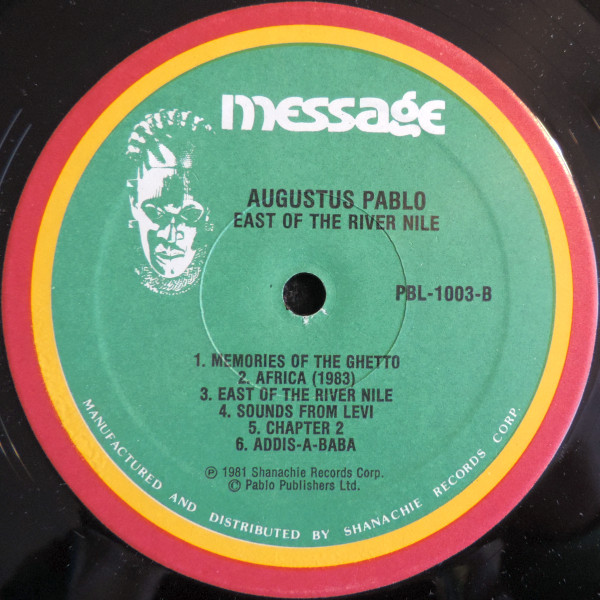 message
AUGUSTUS PABLO
EAST OF THE RIVER NILE
PBL-1003-B
1. MEMORIES OF THE GHETTO
2. AFRICA (1983)
3. EAST OF THE RIVER NILE
4. SOUNDS FROM LEVI
5. CHAPTER 2
6. ADDIS-A-BABA
℗ 1981 Shanachie Records Corp.
© Pablo Publishers Ltd.
MANUFACTURED AND DISTRIBUTED BY SHANACHIE RECORDS CORP.